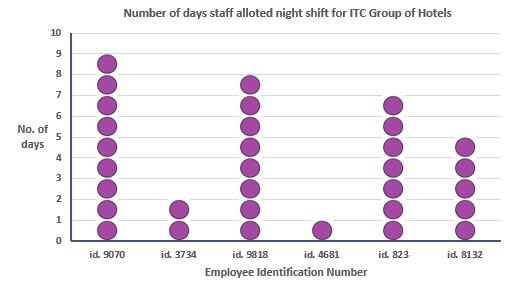 Number of days staff alloted night shift for ITC Group of Hotels
10
9
8
7
6
5
4
3
2
1
0
No. of
days
id. 9070 id. 3734 id. 9818 id. 4681 id. 823 id. 8132
Employee Identification Number